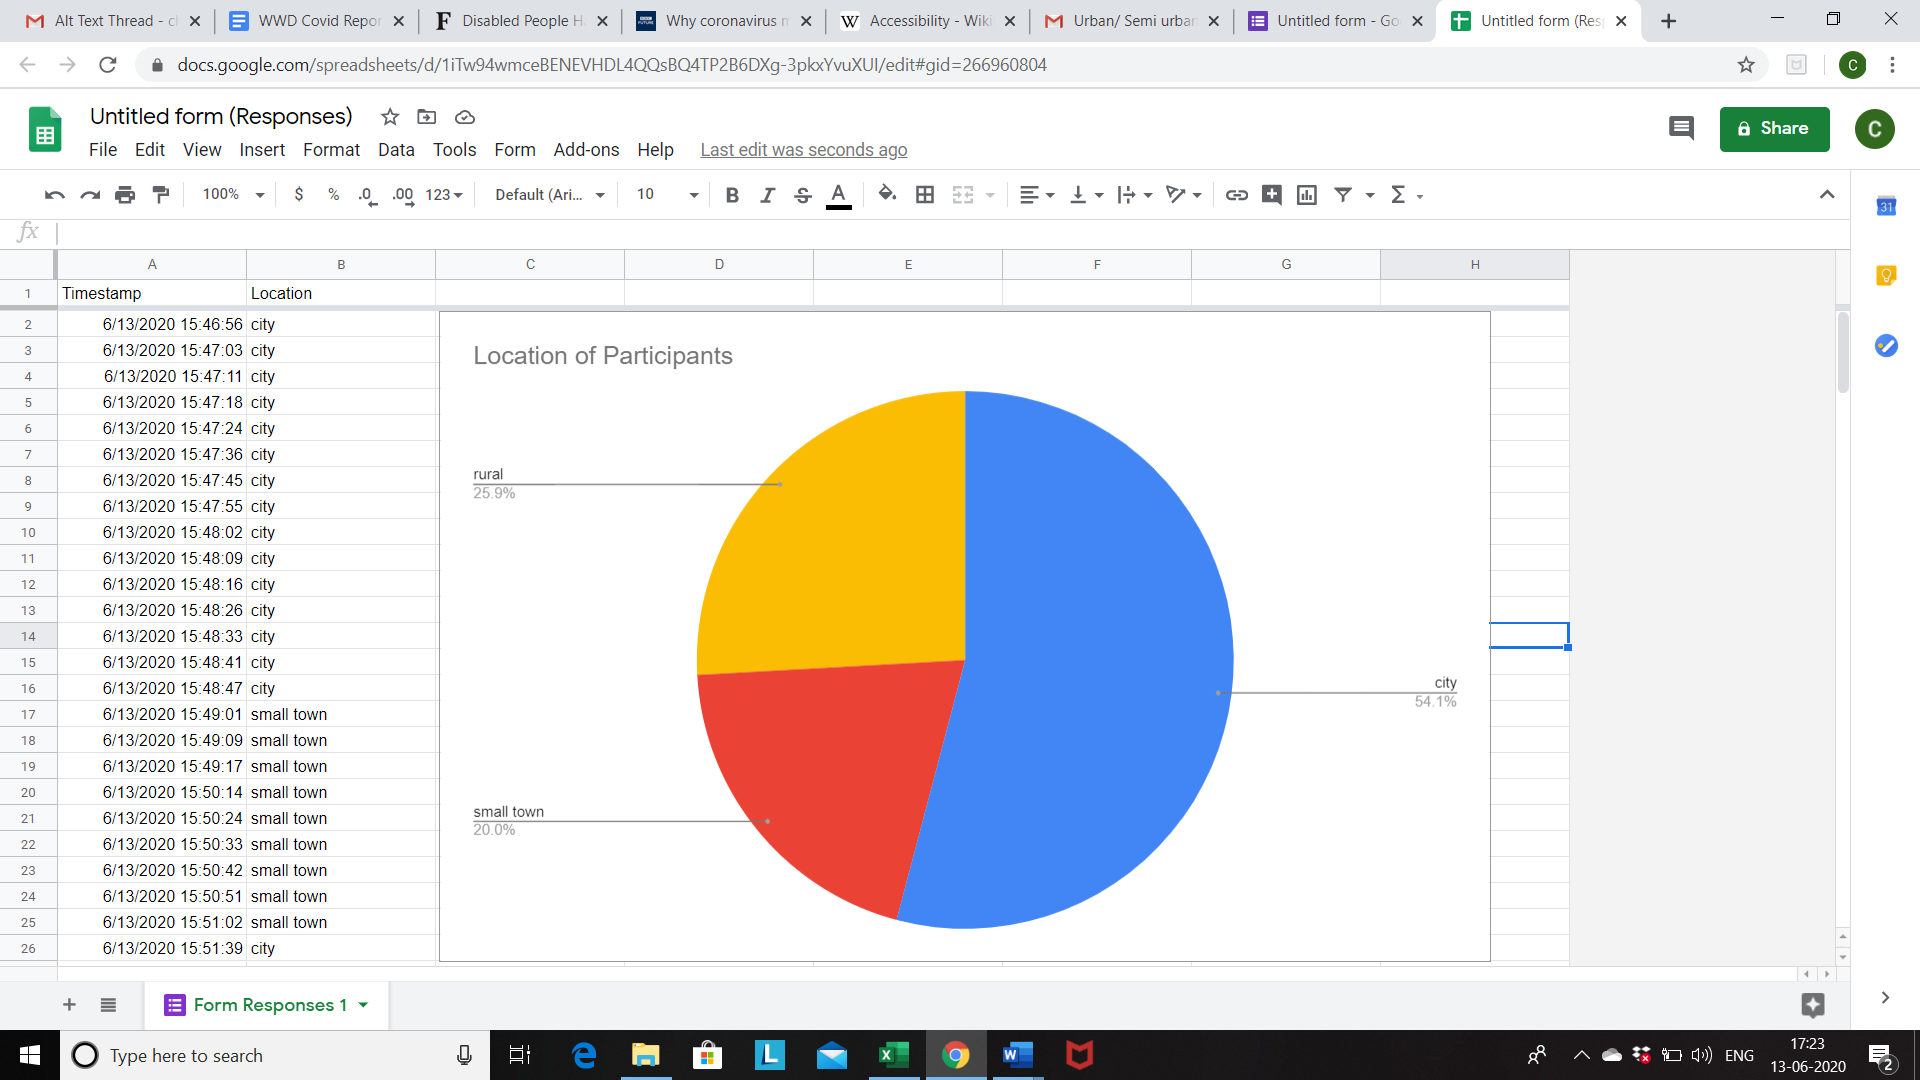 Alt Text Thread - c
WWD Covid Repor
Disabled People H
Why coronavirus m
Accessibility - Wiki
Urban/ Semi urban
Untitled form - Go
Untitled form (Res
docs.google.com/spreadsheets/d/1iTw94wmceBENEVHDL4QQsBQ4TP2B6DXg-3pkxYvuXUI/edit#gid=266960804
C
Untitled form (Responses)
Share
C
File Edit View Insert Format Data Tools Form Add-ons Help Last edit was seconds ago
100% $ % .0 .00 123 Default (Ari... 10 B I S A Σ
31
fx
A B C D E F G H
1 Timestamp Location
2 6/13/2020 15:46:56 city
3 6/13/2020 15:47:03 city
4 6/13/2020 15:47:11 city
5 6/13/2020 15:47:18 city
6 6/13/2020 15:47:24 city
7 6/13/2020 15:47:36 city
8 6/13/2020 15:47:45 city
9 6/13/2020 15:47:55 city
10 6/13/2020 15:48:02 city
11 6/13/2020 15:48:09 city
12 6/13/2020 15:48:16 city
13 6/13/2020 15:48:26 city
14 6/13/2020 15:48:33 city
15 6/13/2020 15:48:41 city
16 6/13/2020 15:48:47 city
17 6/13/2020 15:49:01 small town
18 6/13/2020 15:49:09 small town
19 6/13/2020 15:49:17 small town
20 6/13/2020 15:50:14 small town
21 6/13/2020 15:50:24 small town
22 6/13/2020 15:50:33 small town
23 6/13/2020 15:50:42 small town
24 6/13/2020 15:50:51 small town
25 6/13/2020 15:51:02 small town
26 6/13/2020 15:51:39 city
Location of Participants
rural
25.9%
city
54.1%
small town
20.0%
Form Responses 1
Type here to search
ENG
17:23
13-06-2020
2